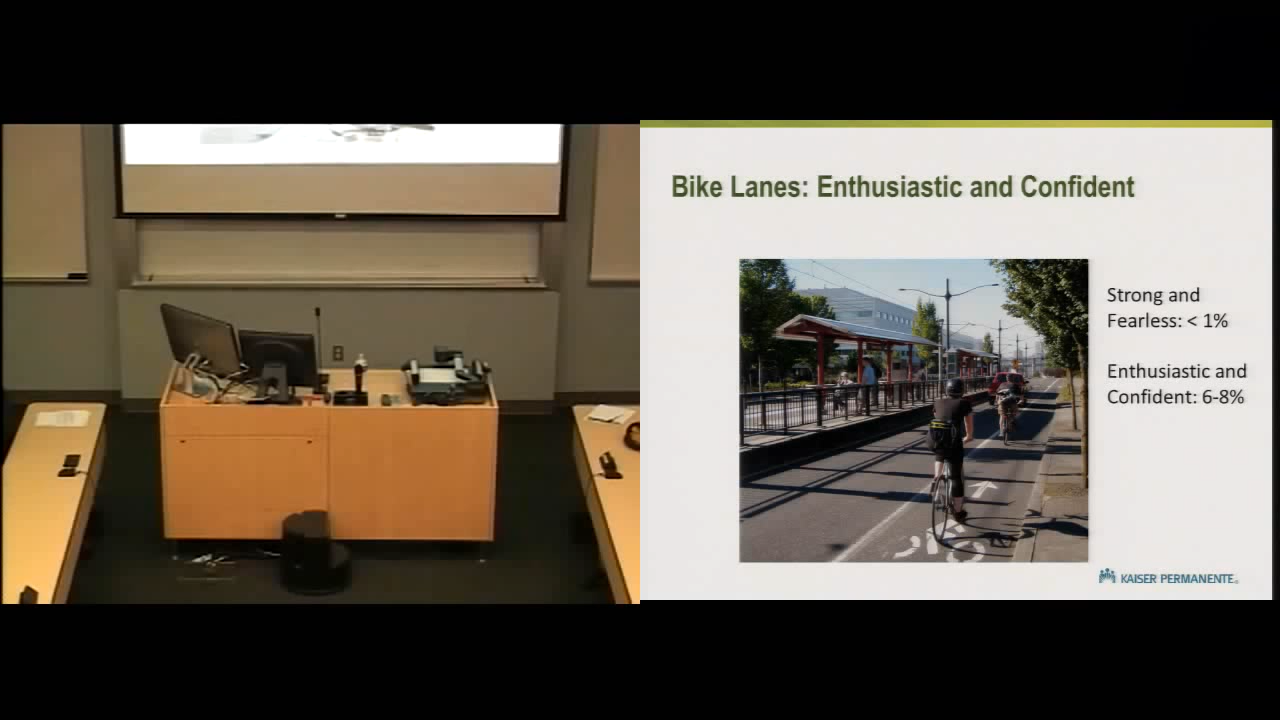 Bike Lanes: Enthusiastic and Confident
Strong and
Fearless: < 1%
Enthusiastic and
Confident: 6-8%
KAISER PERMANENTE®